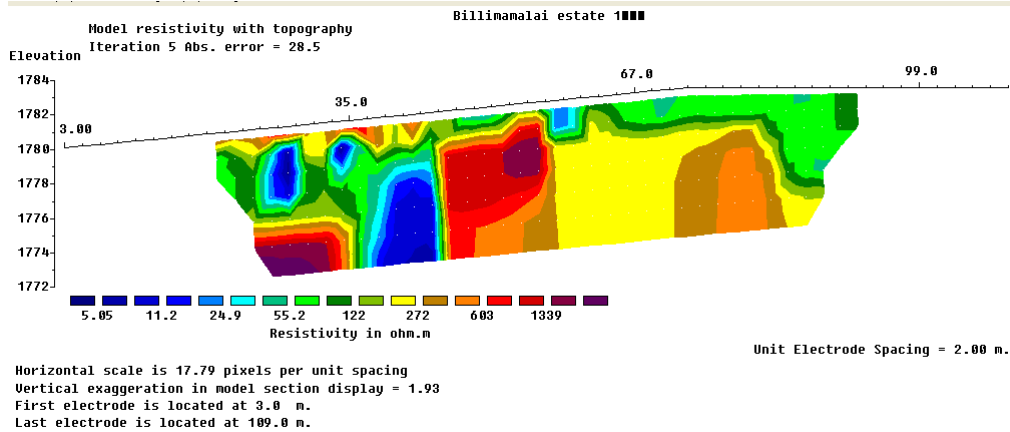 Billimamalai estate 1
Model resistivity with topography
Iteration 5 Abs. error = 28.5
Elevation
1784
99.0
67.0
35.0
1782
3.00
1780
1778
1776
1774
1772
5.05 11.2 24.9 55.2 122 272 603 1339
Resistivity in ohm.m
Unit Electrode Spacing = 2.00 m.
Horizontal scale is 17.79 pixels per unit spacing
Vertical exaggeration in model section display = 1.93
First electrode is located at 3.0 m.
Last electrode is located at 109.0 m.